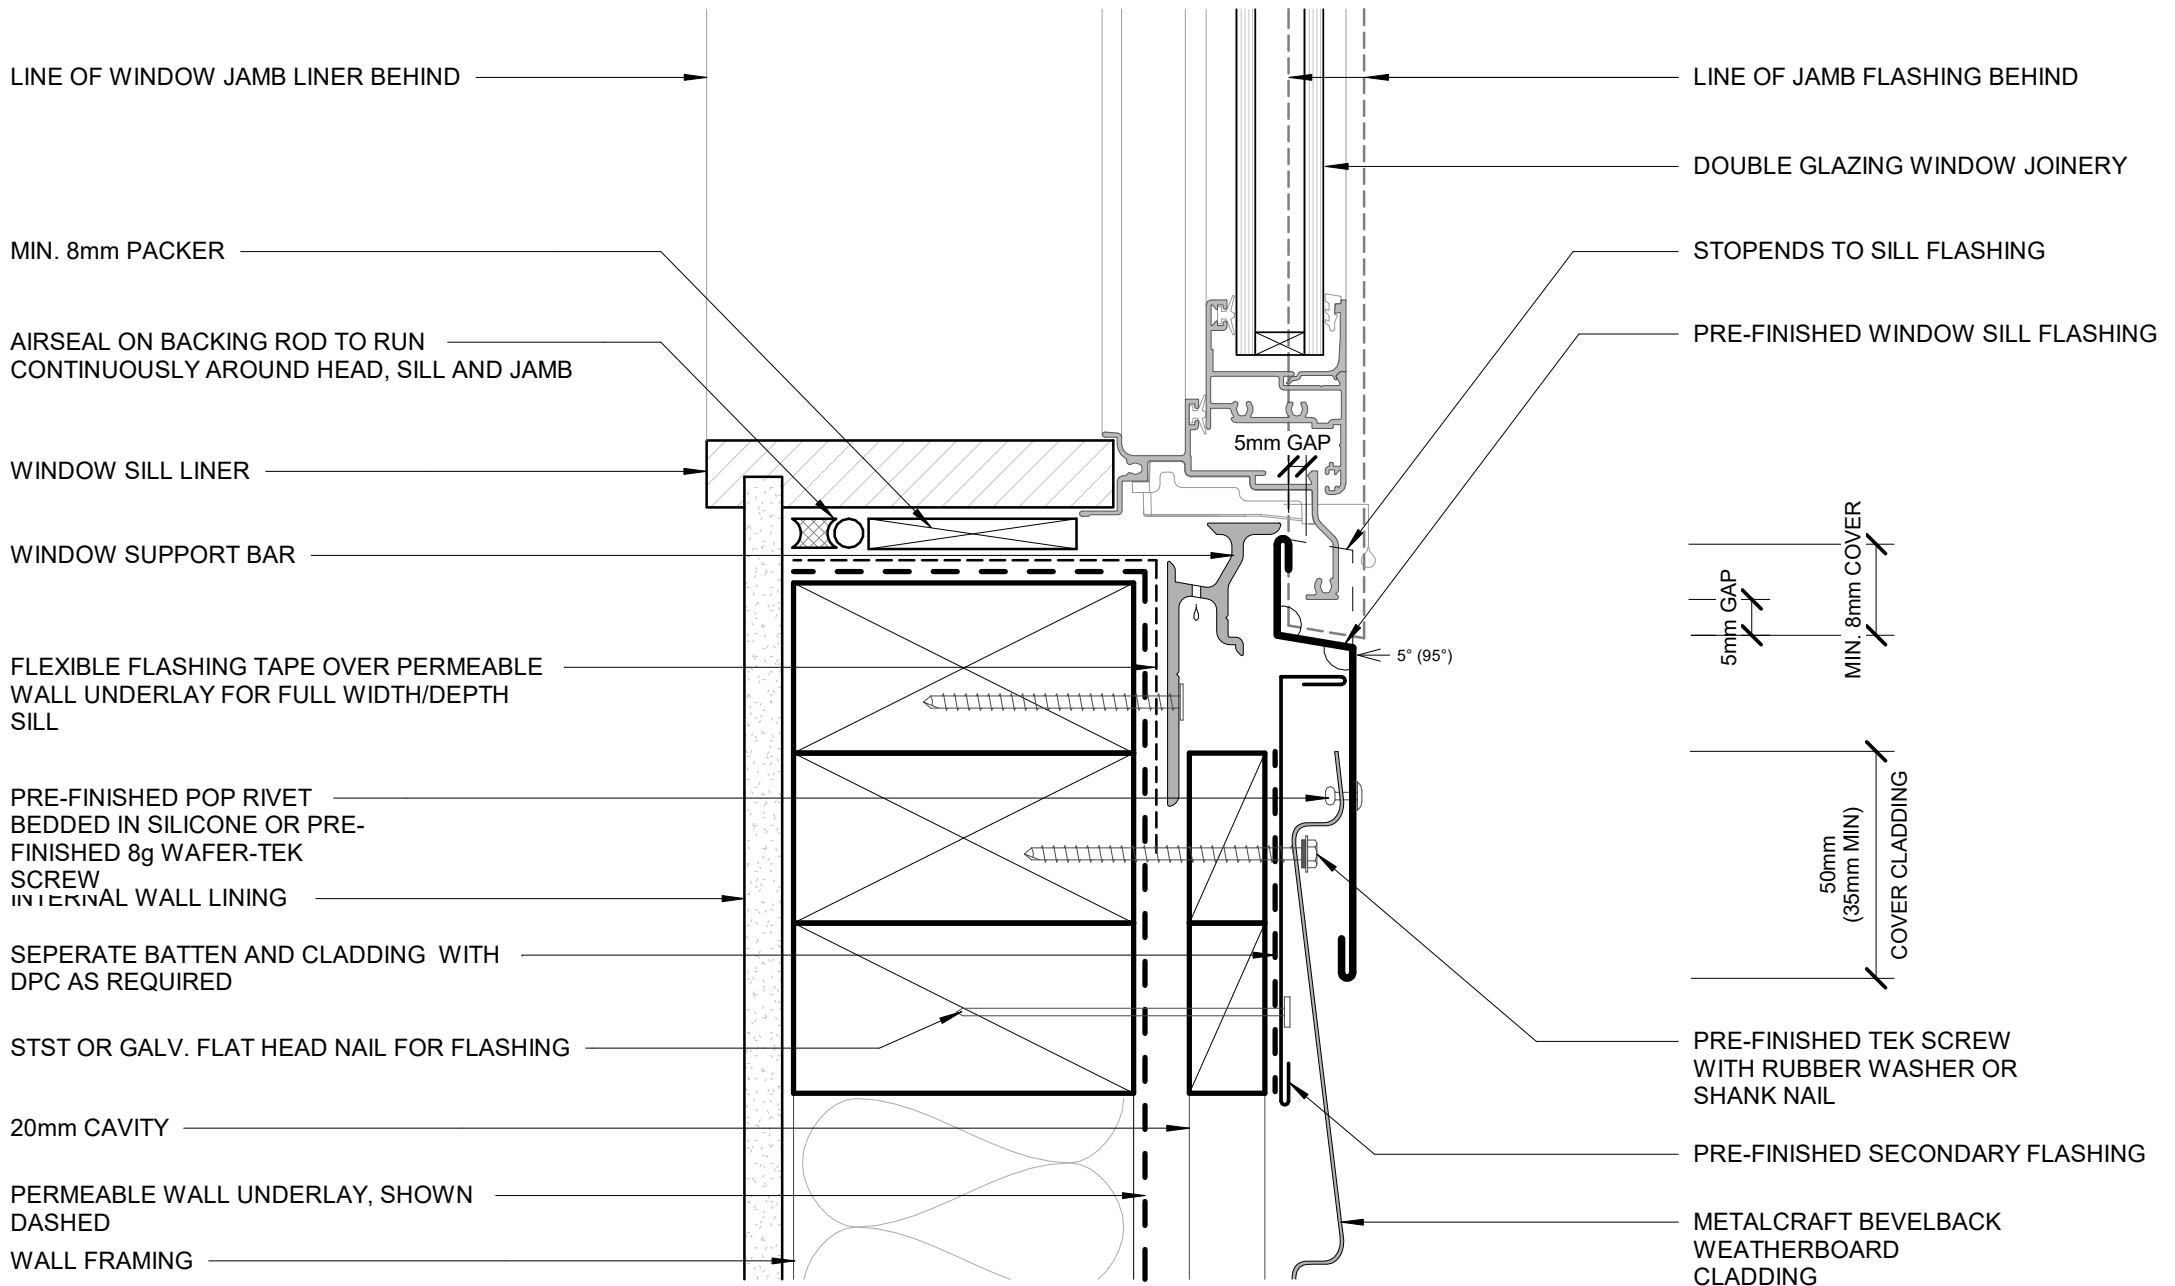 LINE OF WINDOW JAMB LINER BEHIND
MIN. 8mm PACKER
AIRSEAL ON BACKING ROD TO RUN
CONTINUOUSLY AROUND HEAD, SILL AND JAMB
WINDOW SILL LINER
WINDOW SUPPORT BAR
FLEXIBLE FLASHING TAPE OVER PERMEABLE
WALL UNDERLAY FOR FULL WIDTH/DEPTH
SILL
PRE-FINISHED POP RIVET
BEDDED IN SILICONE OR PRE-
FINISHED 8g WAFER-TEK
SCREW
INTERNAL WALL LINING
SEPERATE BATTEN AND CLADDING WITH
DPC AS REQUIRED
STST OR GALV. FLAT HEAD NAIL FOR FLASHING
20mm CAVITY
PERMEABLE WALL UNDERLAY, SHOWN
DASHED
WALL FRAMING
5mm GAP
5° (95°)
LINE OF JAMB FLASHING BEHIND
DOUBLE GLAZING WINDOW JOINERY
STOPENDS TO SILL FLASHING
PRE-FINISHED WINDOW SILL FLASHING
5mm GAP
MIN. 8mm COVER
50mm
(35mm MIN)
COVER CLADDING
PRE-FINISHED TEK SCREW
WITH RUBBER WASHER OR
SHANK NAIL
PRE-FINISHED SECONDARY FLASHING
METALCRAFT BEVELBACK
WEATHERBOARD
CLADDING